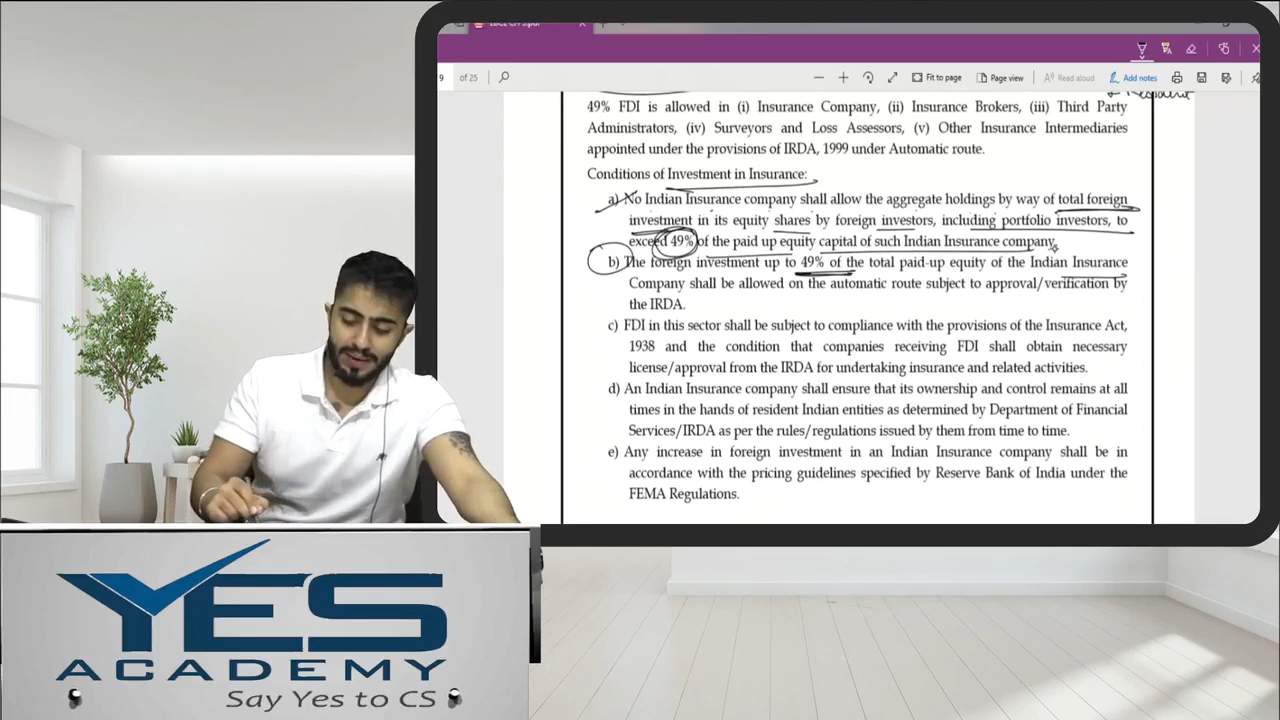 9 of 25
Fit to page
Page view
Read aloud
Add notes
Resident
49% FDI is allowed in (i) Insurance Company, (ii) Insurance Brokers, (iii) Third Party
Administrators, (iv) Surveyors and Loss Assessors, (v) Other Insurance Intermediaries
appointed under the provisions of IRDA, 1999 under Automatic route.
Conditions of Investment in Insurance:
a) No Indian Insurance company shall allow the aggregate holdings by way of total foreign
investment in its equity shares by foreign investors, including portfolio investors, to
exceed 49% of the paid up equity capital of such Indian Insurance company.
b) The foreign investment up to 49% of the total paid-up equity of the Indian Insurance
Company shall be allowed on the automatic route subject to approval/verification by
the IRDA.
c) FDI in this sector shall be subject to compliance with the provisions of the Insurance Act,
1938 and the condition that companies receiving FDI shall obtain necessary
license/approval from the IRDA for undertaking insurance and related activities.
d) An Indian Insurance company shall ensure that its ownership and control remains at all
times in the hands of resident Indian entities as determined by Department of Financial
Services/IRDA as per the rules/regulations issued by them from time to time.
e) Any increase in foreign investment in an Indian Insurance company shall be in
accordance with the pricing guidelines specified by Reserve Bank of India under the
FEMA Regulations.
YES
ACADEMY
Say Yes to CS